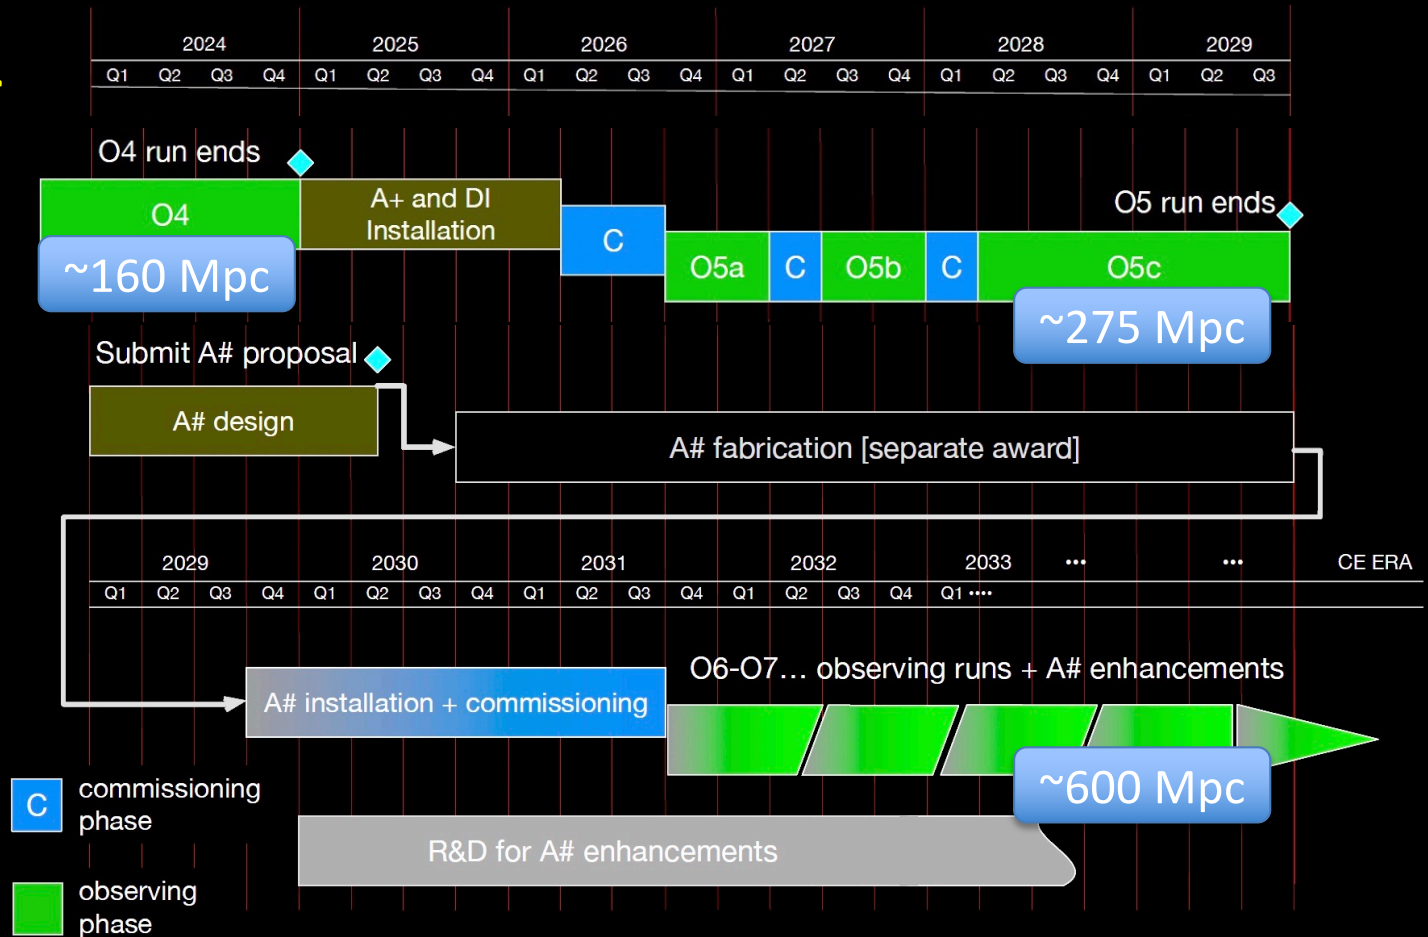 2024 2025 2026 2027 2028 2029
Q1 Q2 Q3 Q4 Q1 Q2 Q3 Q4 Q1 Q2 Q3 Q4 Q1 Q2 Q3 Q4 Q1 Q2 Q3 Q4 Q1 Q2 Q3
O4 run ends
O4
~160 Mpc
A+ and DI
Installation
C
O5a
C
O5b
C
O5c
O5 run ends
~275 Mpc
Submit A# proposal
A# design
A# fabrication [separate award]
2029 2030 2031 2032 2033 ••• ••• CE ERA
Q1 Q2 Q3 Q4 Q1 Q2 Q3 Q4 Q1 Q2 Q3 Q4 Q1 Q2 Q3 Q4 Q1 ••••
A# installation + commissioning
O6-O7... observing runs + A# enhancements
~600 Mpc
R&D for A# enhancements
C
commissioning
phase
observing
phase